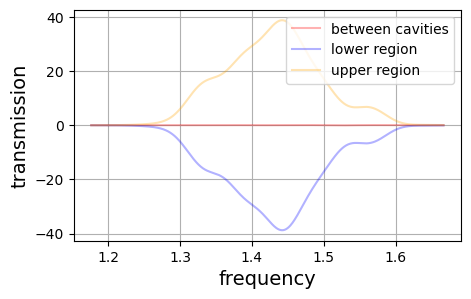 40
20
0
−20
−40
transmission
between cavities
lower region
upper region
1.2 1.3 1.4 1.5 1.6
frequency